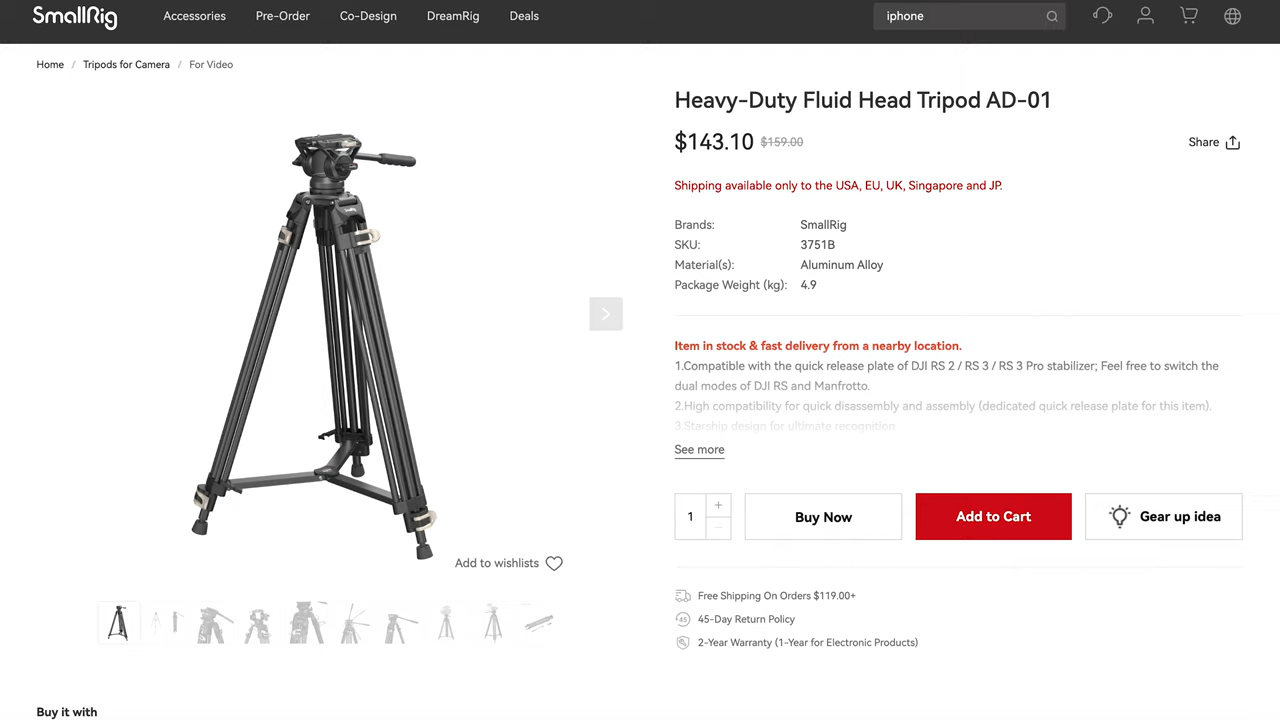 SmallRig
Accessories
Pre-Order
Co-Design
DreamRig
Deals
iphone
Home / Tripods for Camera / For Video
Heavy-Duty Fluid Head Tripod AD-01
$143.10 $159.00
Share
Shipping available only to the USA, EU, UK, Singapore and JP.
Brands: SmallRig
SKU: 3751B
Material(s): Aluminum Alloy
Package Weight (kg): 4.9
Item in stock & fast delivery from a nearby location.
1.Compatible with the quick release plate of DJI RS 2 / RS 3 / RS 3 Pro stabilizer; Feel free to switch the
dual modes of DJI RS and Manfrotto.
2.High compatibility for quick disassembly and assembly (dedicated quick release plate for this item).
3.Starship design for ultimate recognition
See more
1 + −
Buy Now
Add to Cart
Gear up idea
Add to wishlists
Free Shipping On Orders $119.00+
45 45-Day Return Policy
2-Year Warranty (1-Year for Electronic Products)
Buy it with